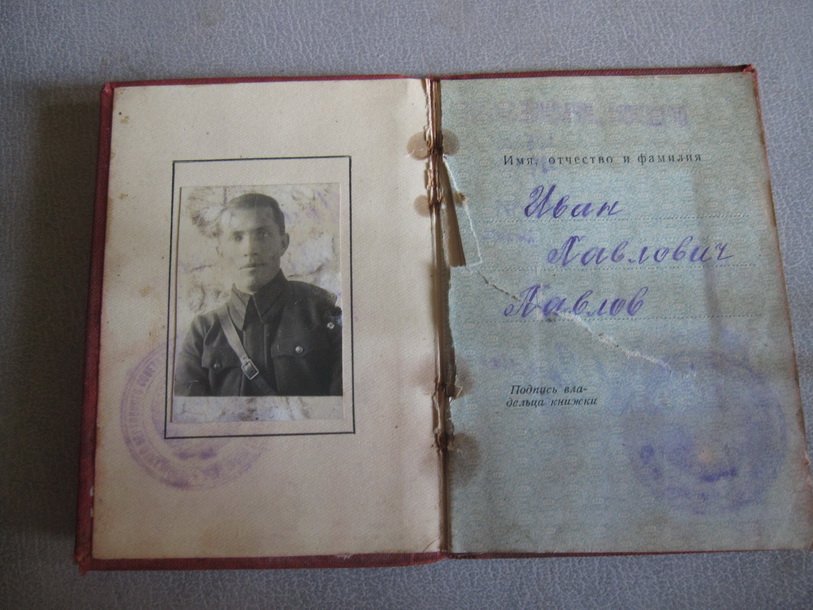 Имя, отчество и фамилия
Иван
Павлович
Павлов
Подпись вла-
дельца книжки